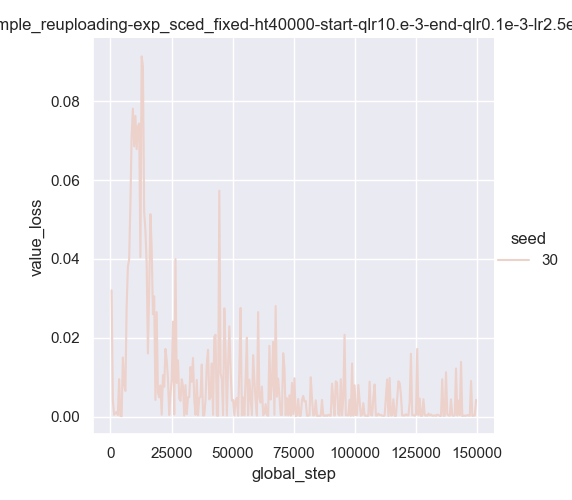 mple_reuploading-exp_sced_fixed-ht40000-start-qlr10.e-3-end-qlr0.1e-3-lr2.5e
value_loss
0.08
0.06
0.04
0.02
0.00
0 25000 50000 75000 100000 125000 150000
global_step
seed
30